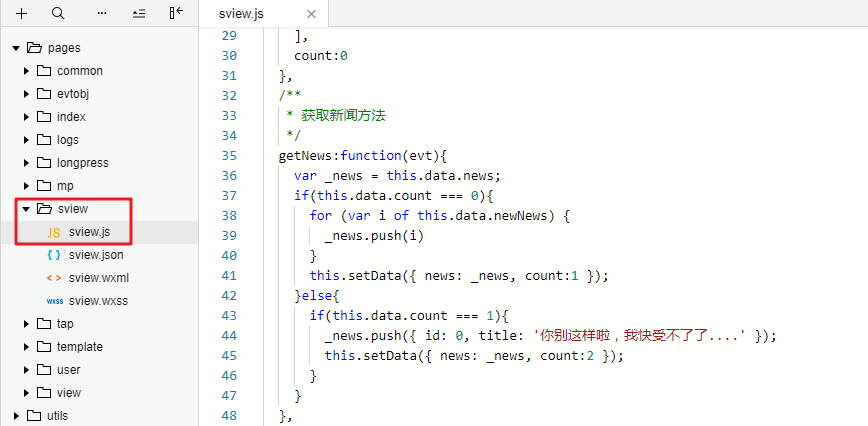 sview.js
pages
common
evtobj
index
logs
longpress
mp
sview
JS sview.js
{ } sview.json
< > sview.wxml
wxss sview.wxss
tap
template
user
view
utils
29 ],
30 count:0
31 },
32 /**
33 * 获取新闻方法
34 */
35 getNews:function(evt){
36 var _news = this.data.news;
37 if(this.data.count === 0){
38 for (var i of this.data.newNews) {
39 _news.push(i)
40 }
41 this.setData({ news: _news, count:1 });
42 }else{
43 if(this.data.count === 1){
44 _news.push({ id: 0, title: '你别这样啦，我快受不了了....' });
45 this.setData({ news: _news, count:2 });
46 }
47 }
48 },